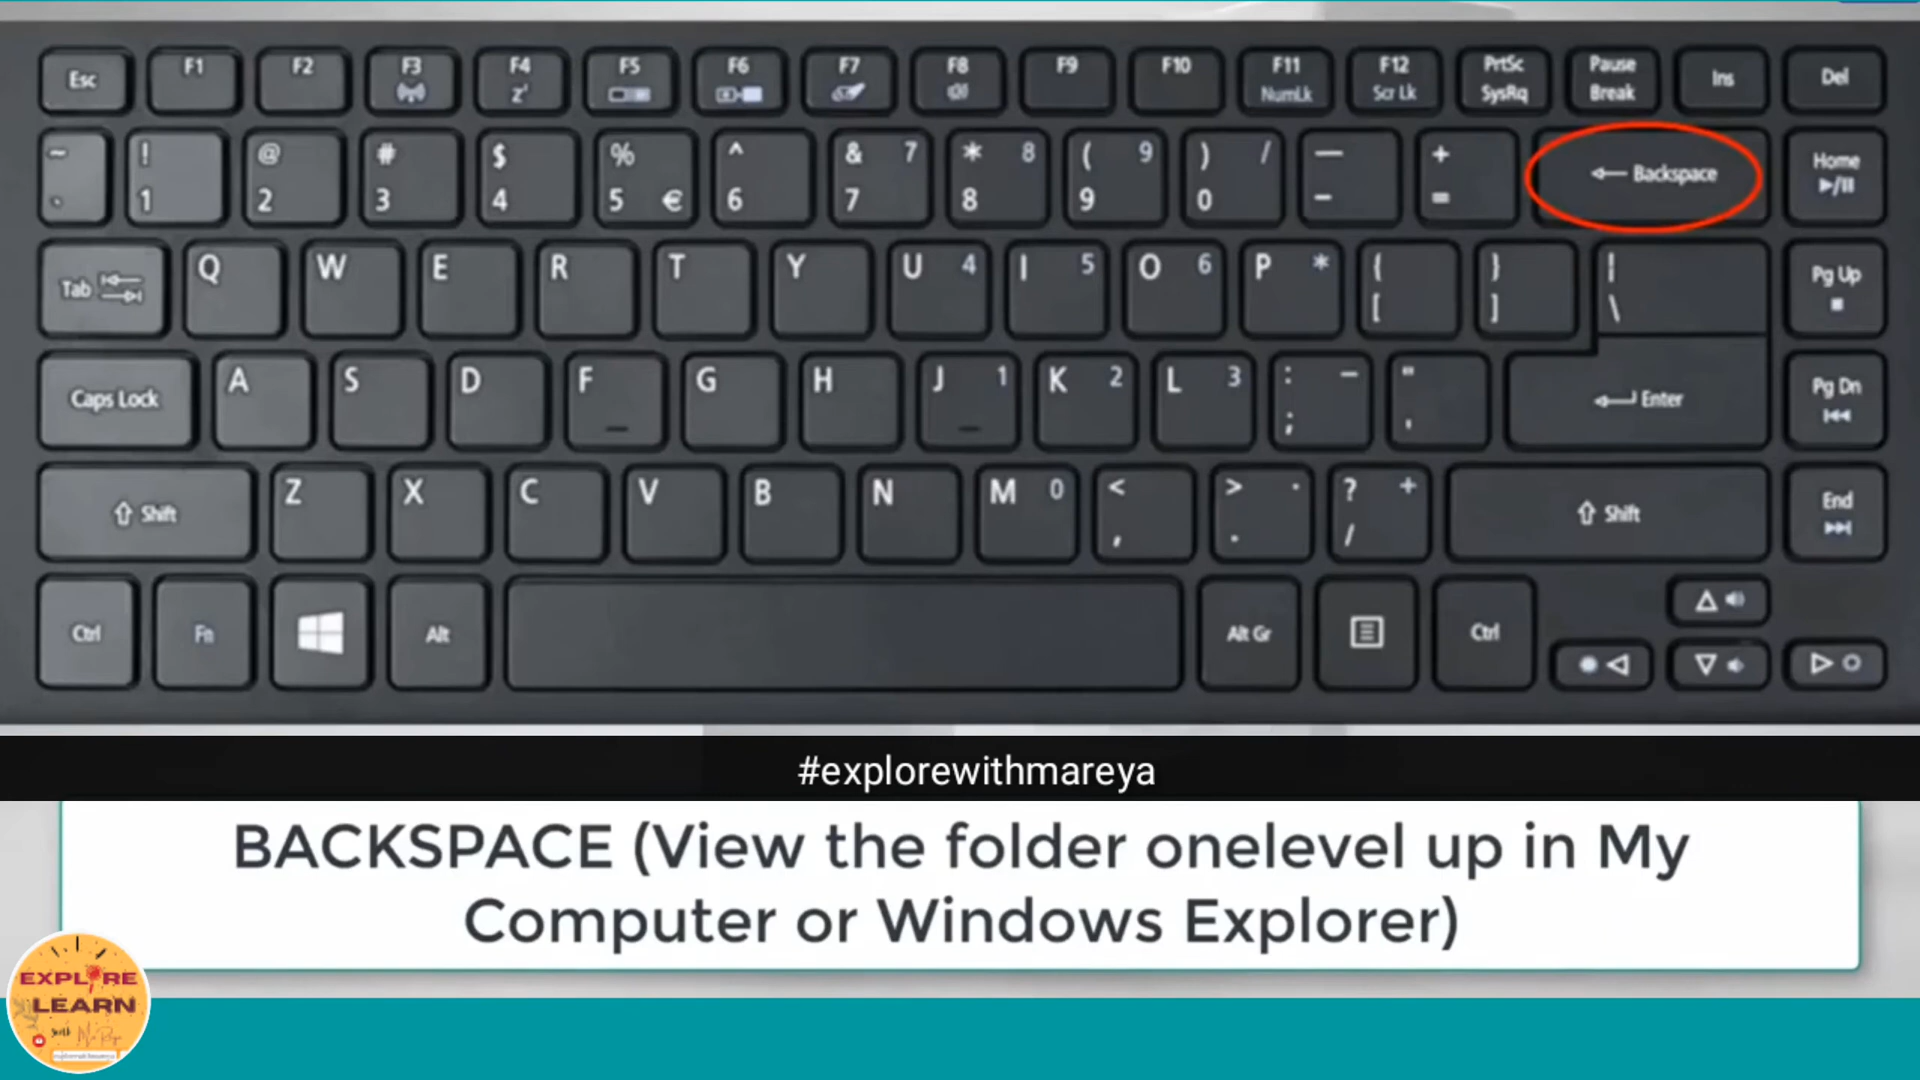 Esc F1 F2 F3 F4 zᶻ F5 F6 F7 F8 F9 F10 F11 NumLk F12 Scr Lk PrtSc SysRq Pause Break Ins Del
~ ! 1 @ 2 # 3 $ 4 % 5 € ^ 6 & 7 7 * 8 8 ( 9 9 ) / 0 — - + = Backspace Home
Tab Q W E R T Y U 4 I 5 O 6 P * { [ } ] | \ Pg Up
Caps Lock A S D F G H J 1 K 2 L 3 : - ; " ' Enter Pg Dn
Shift Z X C V B N M 0 < , > . . ? + / Shift End
Ctrl Fn Alt Alt Gr Ctrl
#explorewithmareya
BACKSPACE (View the folder onelevel up in My
Computer or Windows Explorer)
EXPLORE
LEARN
with Ma Reya